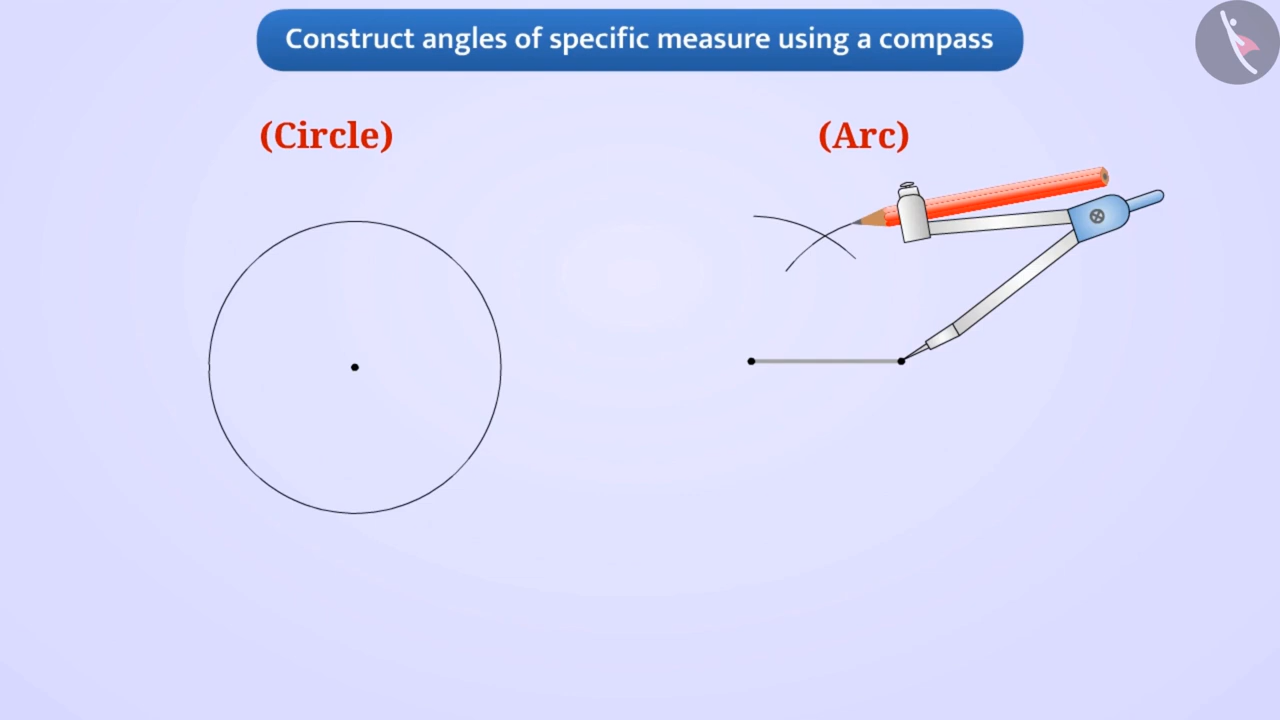 Construct angles of specific measure using a compass
(Circle)
(Arc)